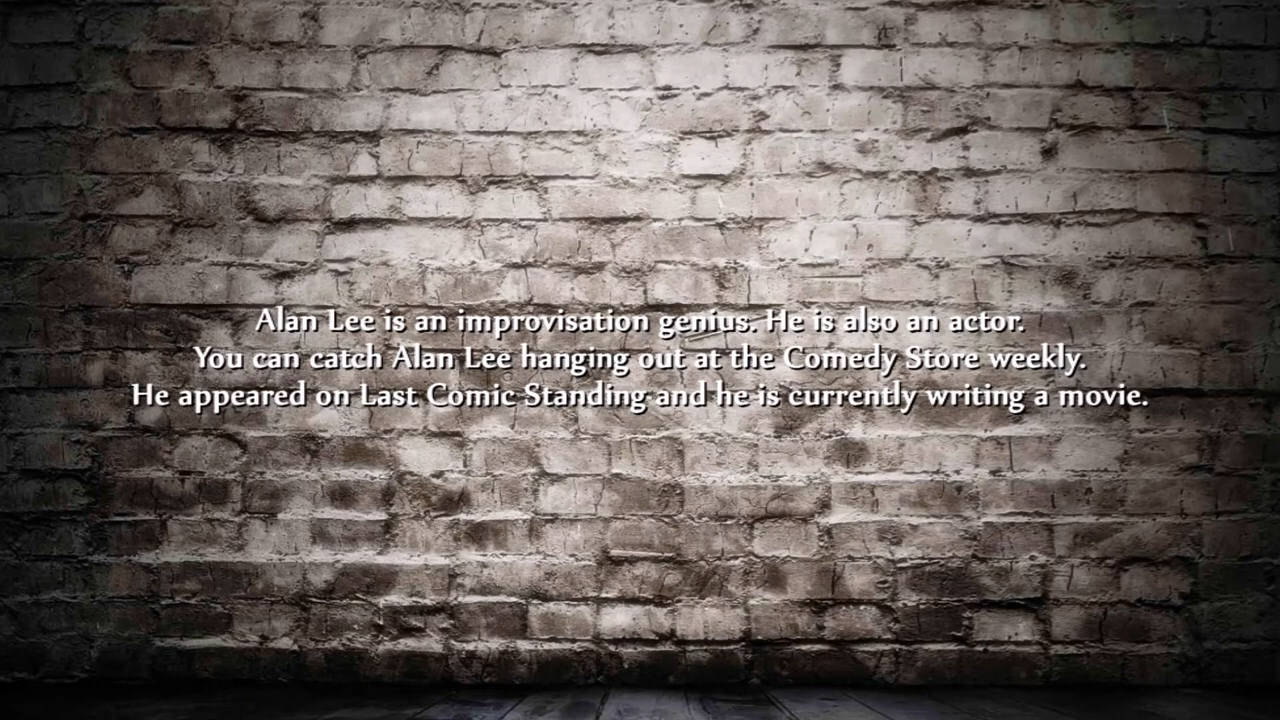 Alan Lee is an improvisation genius. He is also an actor.
You can catch Alan Lee hanging out at the Comedy Store weekly.
He appeared on Last Comic Standing and he is currently writing a movie.